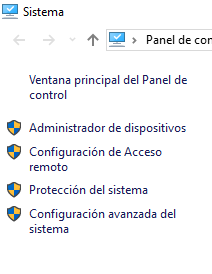 Sistema
Panel de con
Ventana principal del Panel de
control
Administrador de dispositivos
Configuración de Acceso
remoto
Protección del sistema
Configuración avanzada del
sistema